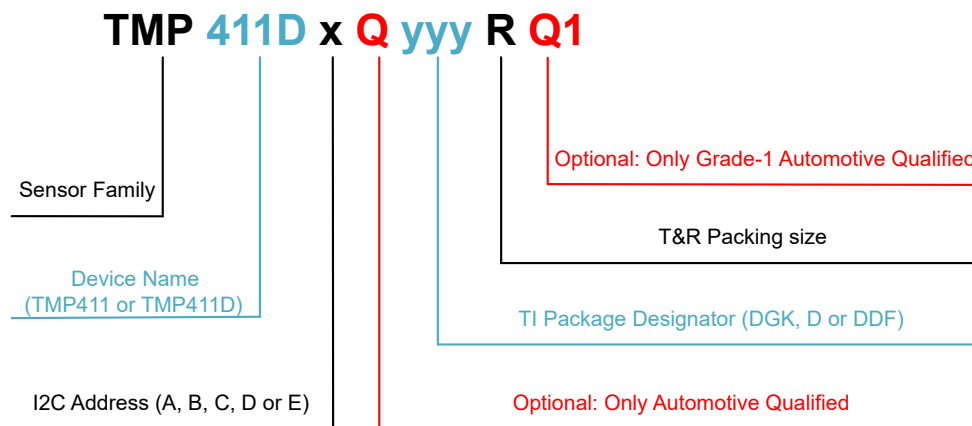 TMP 411D x Q yyy R Q1
Optional: Only Grade-1 Automotive Qualified
Sensor Family
T&R Packing size
Device Name
(TMP411 or TMP411D)
TI Package Designator (DGK, D or DDF)
I2C Address (A, B, C, D or E)
Optional: Only Automotive Qualified